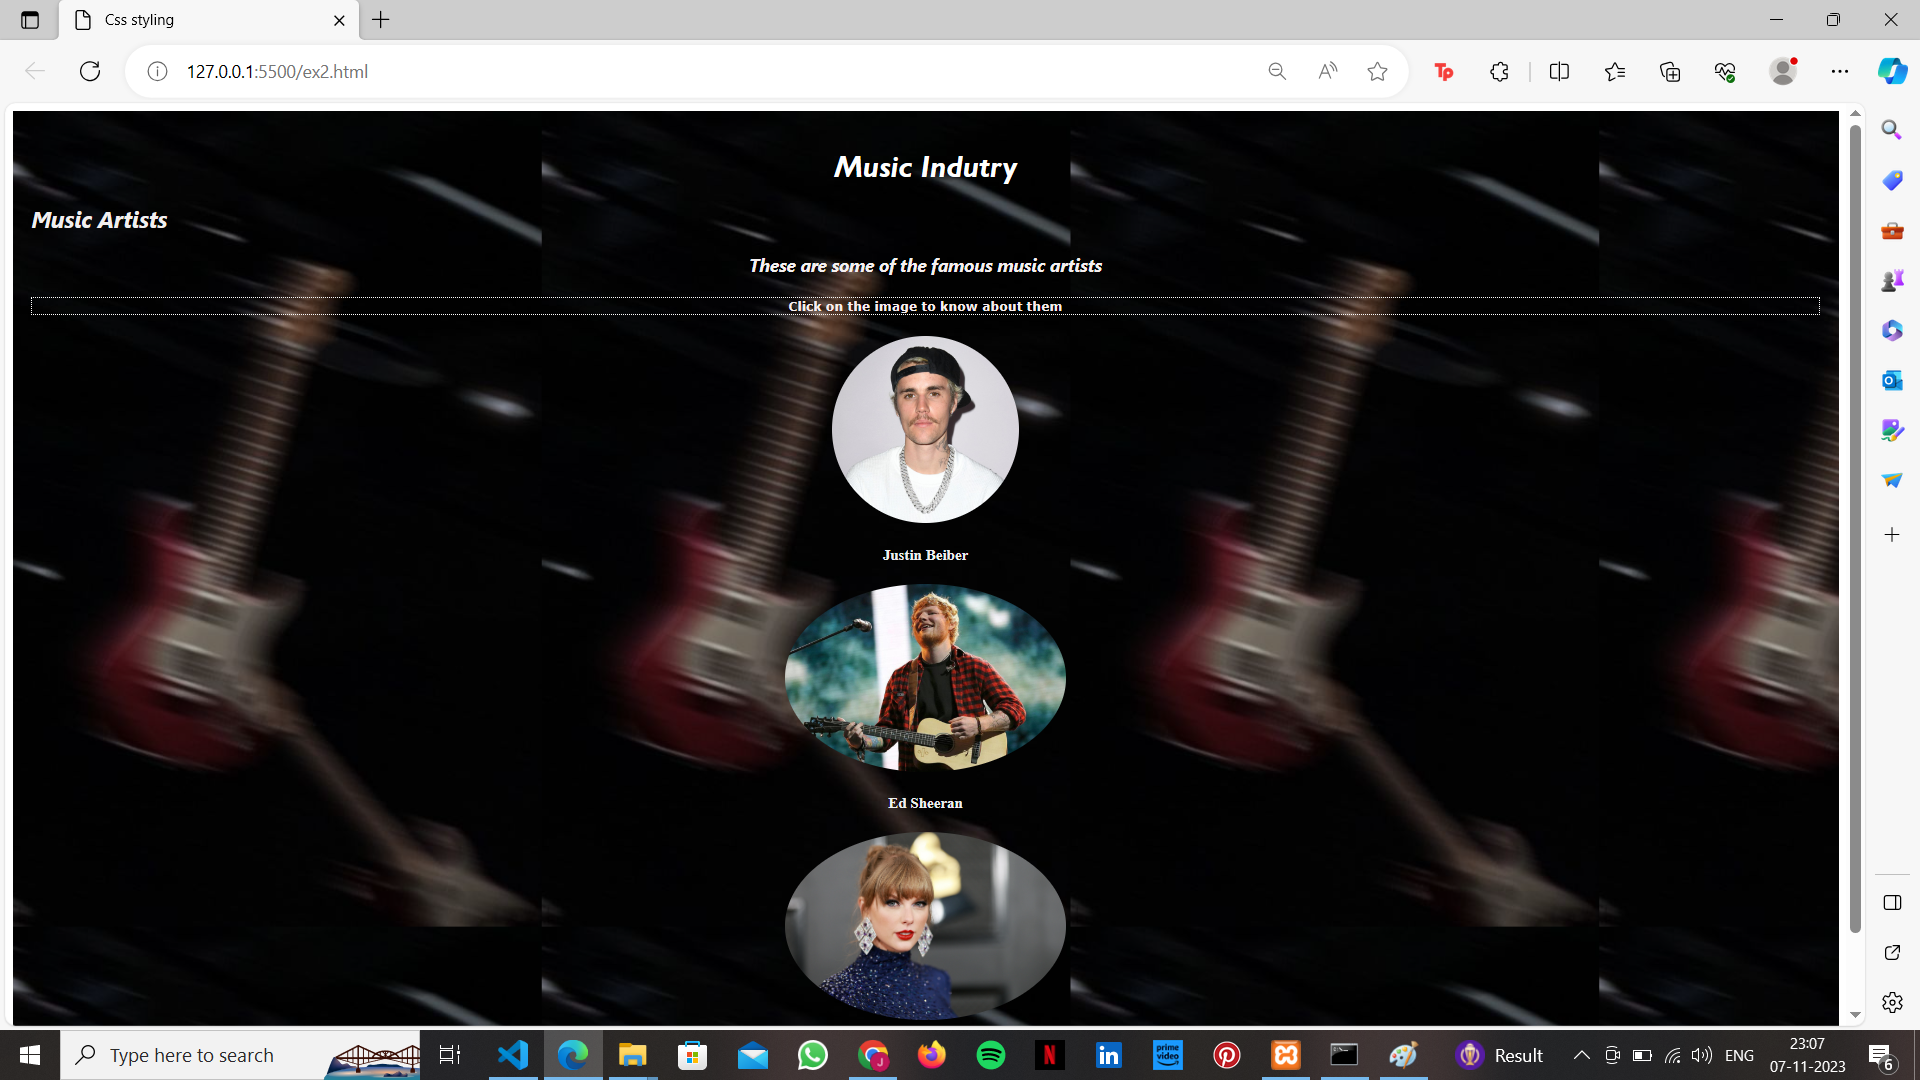 Css styling
127.0.0.1:5500/ex2.html
Music Indutry
Music Artists
These are some of the famous music artists
Click on the image to know about them
Justin Beiber
Ed Sheeran
Type here to search
prime video
Result
ENG
23:07
07-11-2023
6